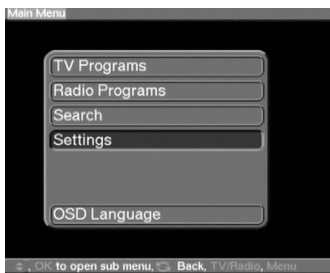 Main Menu
TV Programs
Radio Programs
Search
Settings
OSD Language
, OK to open sub menu, Back, TV/Radio, Menu